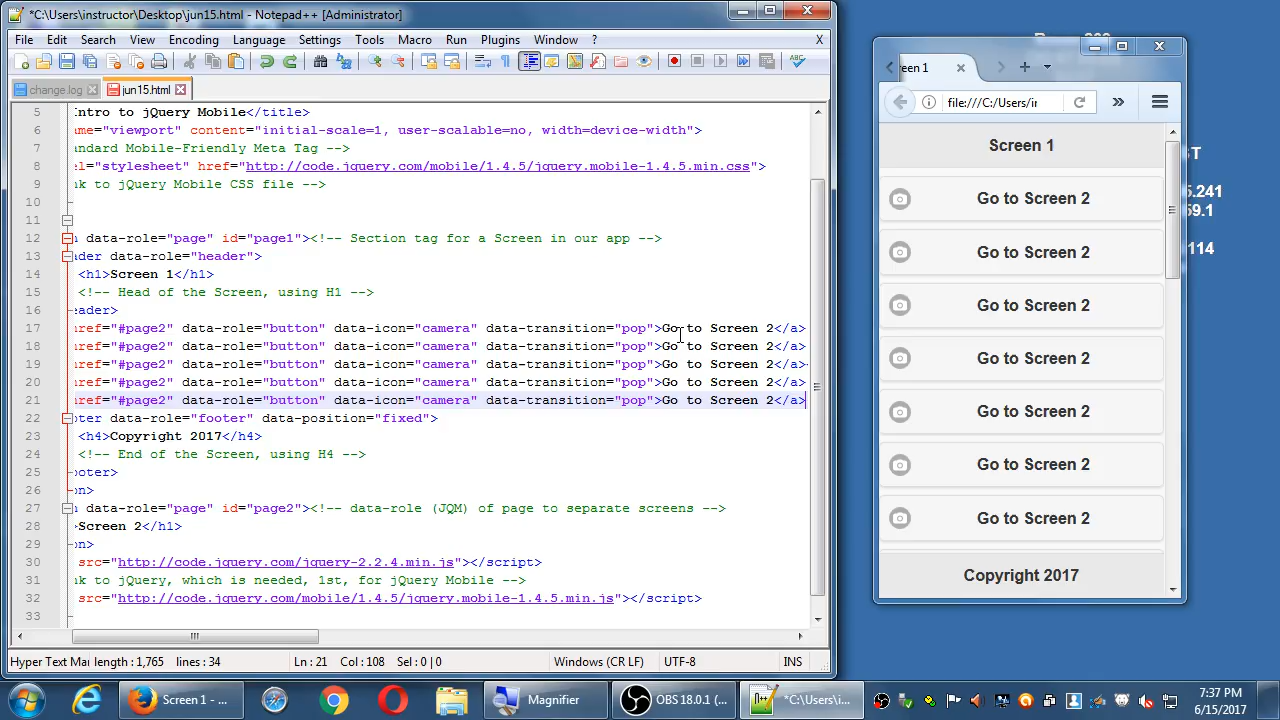 *C:\Users\instructor\Desktop\jun15.html - Notepad++ [Administrator]
File Edit Search View Encoding Language Settings Tools Macro Run Plugins Window ? X
change.log jun15.html
5 Intro to jQuery Mobile</title>
6 ame="viewport" content="initial-scale=1, user-scalable=no, width=device-width">
7 andard Mobile-Friendly Meta Tag -->
8 el="stylesheet" href="http://code.jquery.com/mobile/1.4.5/jquery.mobile-1.4.5.min.css">
9 nk to jQuery Mobile CSS file -->
10
11
12 n data-role="page" id="page1"><!-- Section tag for a Screen in our app -->
13 ader data-role="header">
14 <h1>Screen 1</h1>
15 <!-- Head of the Screen, using H1 -->
16 eader>
17 href="#page2" data-role="button" data-icon="camera" data-transition="pop">Go to Screen 2</a>
18 href="#page2" data-role="button" data-icon="camera" data-transition="pop">Go to Screen 2</a>
19 href="#page2" data-role="button" data-icon="camera" data-transition="pop">Go to Screen 2</a>
20 href="#page2" data-role="button" data-icon="camera" data-transition="pop">Go to Screen 2</a>
21 href="#page2" data-role="button" data-icon="camera" data-transition="pop">Go to Screen 2</a>
22 oter data-role="footer" data-position="fixed">
23 <h4>Copyright 2017</h4>
24 <!-- End of the Screen, using H4 -->
25 ooter>
26 on>
27 n data-role="page" id="page2"><!-- data-role (JQM) of page to separate screens -->
28 >Screen 2</h1>
29 on>
30 src="http://code.jquery.com/jquery-2.2.4.min.js"></script>
31 nk to jQuery, which is needed, 1st, for jQuery Mobile -->
32 src="http://code.jquery.com/mobile/1.4.5/jquery.mobile-1.4.5.min.js"></script>
33
Hyper Text Mar length : 1,765 lines : 34 Ln : 21 Col : 108 Sel : 0 | 0 Windows (CR LF) UTF-8 INS
een 1
file:///C:/Users/ir
Screen 1
Go to Screen 2
Go to Screen 2
Go to Screen 2
Go to Screen 2
Go to Screen 2
Go to Screen 2
Go to Screen 2
Copyright 2017
ST
5.241
59.1
114
Screen 1 - ... Magnifier OBS 18.0.1 (... *C:\Users\i...
7:37 PM
6/15/2017